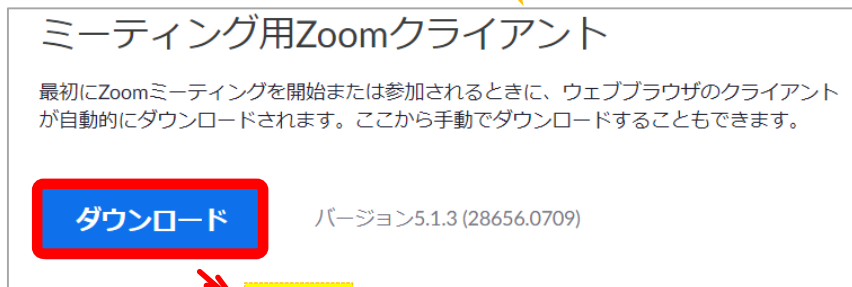 ミーティング用Zoomクライアント
最初にZoomミーティングを開始または参加されるときに、ウェブブラウザのクライアント
が自動的にダウンロードされます。ここから手動でダウンロードすることもできます。
ダウンロード
バージョン5.1.3 (28656.0709)